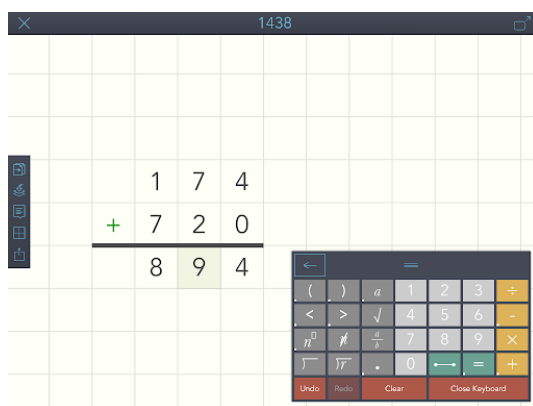 1438
1 7 4
+ 7 2 0
8 9 4
← =
( ) a 1 2 3 ÷
< > √ 4 5 6 -
n 7 8 9 ×
. 0 = +
Undo Redo Clear Close Keyboard